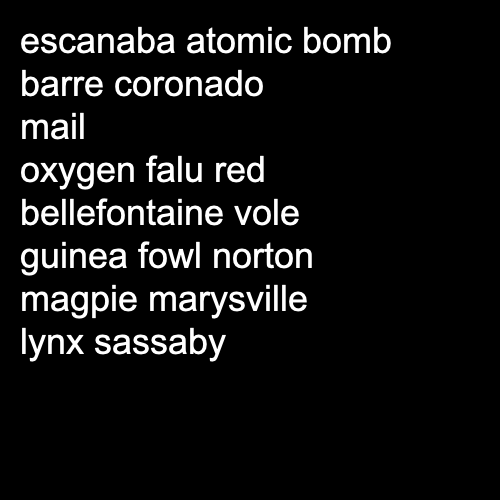 escanaba atomic bomb
barre coronado
mail
oxygen falu red
bellefontaine vole
guinea fowl norton
magpie marysville
lynx sassaby